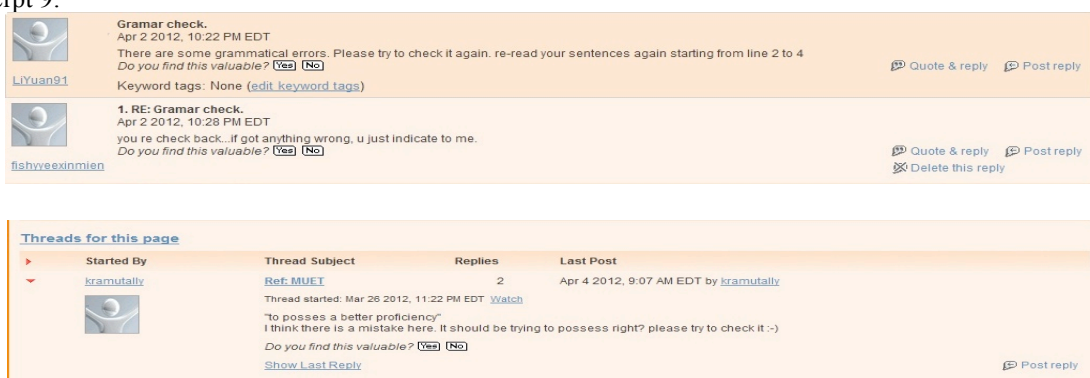 Gramar check.
Apr 2 2012, 10:22 PM EDT
There are some grammatical errors. Please try to check it again. re-read your sentences again starting from line 2 to 4
Do you find this valuable? Yes No
Quote & reply Post reply
LiYuan91
Keyword tags: None (edit keyword tags)
1. RE: Gramar check.
Apr 2 2012, 10:28 PM EDT
you re check back...if got anything wrong, u just indicate to me.
Do you find this valuable? Yes No
Quote & reply Post reply
fishyyeexinmien
Delete this reply
Threads for this page
Started By Thread Subject Replies Last Post
kramutally Ref: MUET 2 Apr 4 2012, 9:07 AM EDT by kramutally
Thread started: Mar 26 2012, 11:22 PM EDT Watch
"to posses a better proficiency"
I think there is a mistake here. It should be trying to possess right? please try to check it :-)
Do you find this valuable? Yes No
Show Last Reply Post reply